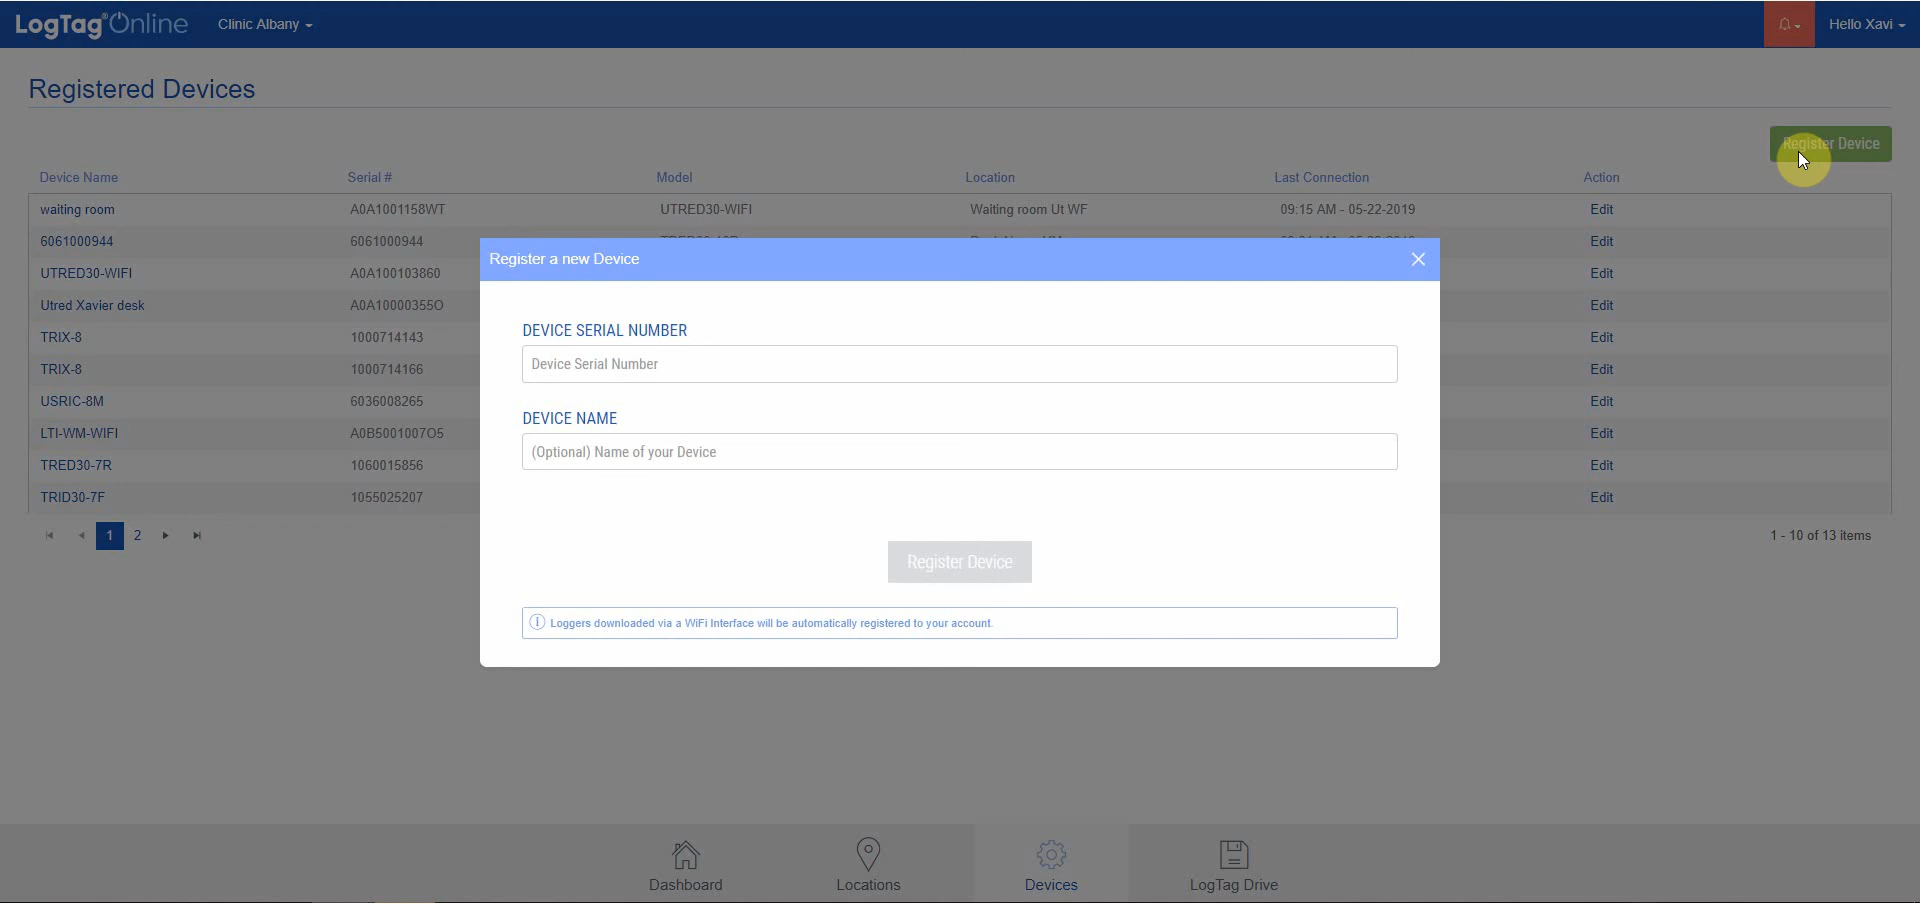 LogTag® Online Clinic Albany Hello Xavi
Registered Devices
Register Device
Device Name Serial # Model Location Last Connection Action
waiting room A0A1001158WT UTRED30-WIFI Waiting room Ut WF 09:15 AM - 05-22-2019 Edit
6061000944 6061000944 Edit
Register a new Device
UTRED30-WIFI A0A100103860 Edit
Utred Xavier desk A0A10000355O Edit
DEVICE SERIAL NUMBER
TRIX-8 1000714143 Edit
Device Serial Number
TRIX-8 1000714166 Edit
USRIC-8M 6036008265 Edit
DEVICE NAME
LTI-WM-WIFI A0B5001007O5 Edit
(Optional) Name of your Device
TRED30-7R 1060015856 Edit
TRID30-7F 1055025207 Edit
1 2 1 - 10 of 13 items
Register Device
Loggers downloaded via a WiFi Interface will be automatically registered to your account.
Dashboard Locations Devices LogTag Drive